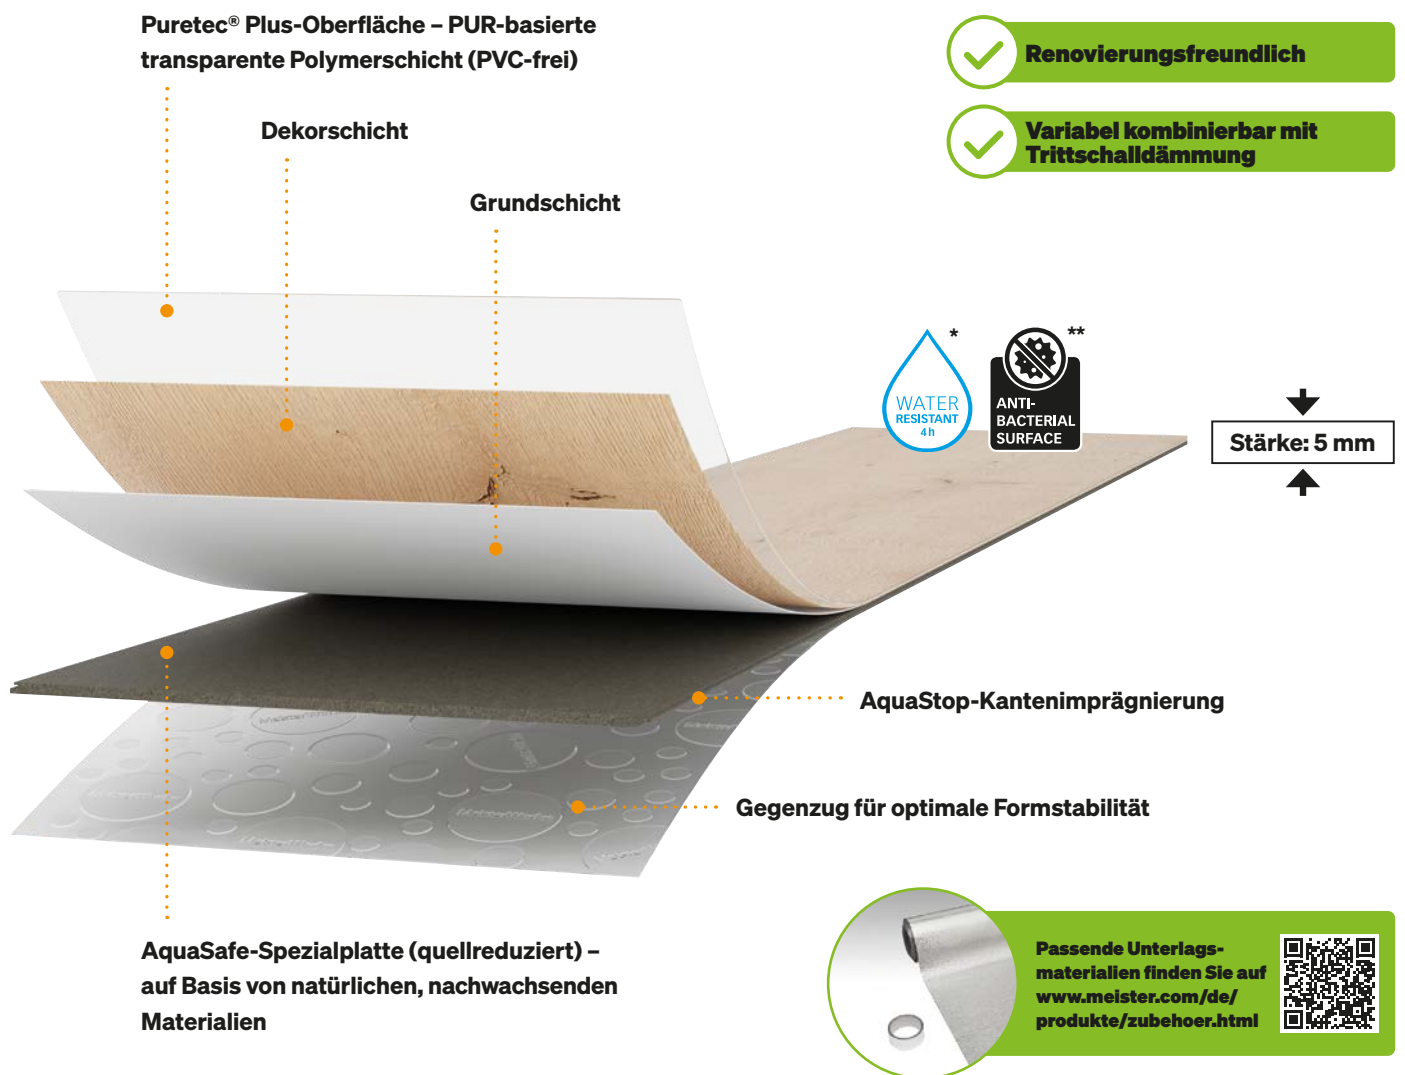 Puretec® Plus-Oberfläche – PUR-basierte
transparente Polymerschicht (PVC-frei)
Dekorschicht
Grundschicht
Renovierungsfreundlich
Variabel kombinierbar mit
Trittschalldämmung
*
WATER
RESISTANT
4 h
**
ANTI-
BACTERIAL
SURFACE
Stärke: 5 mm
AquaStop-Kantenimprägnierung
Gegenzug für optimale Formstabilität
AquaSafe-Spezialplatte (quellreduziert) –
auf Basis von natürlichen, nachwachsenden
Materialien
Passende Unterlags-
materialien finden Sie auf
www.meister.com/de/
produkte/zubehoer.html